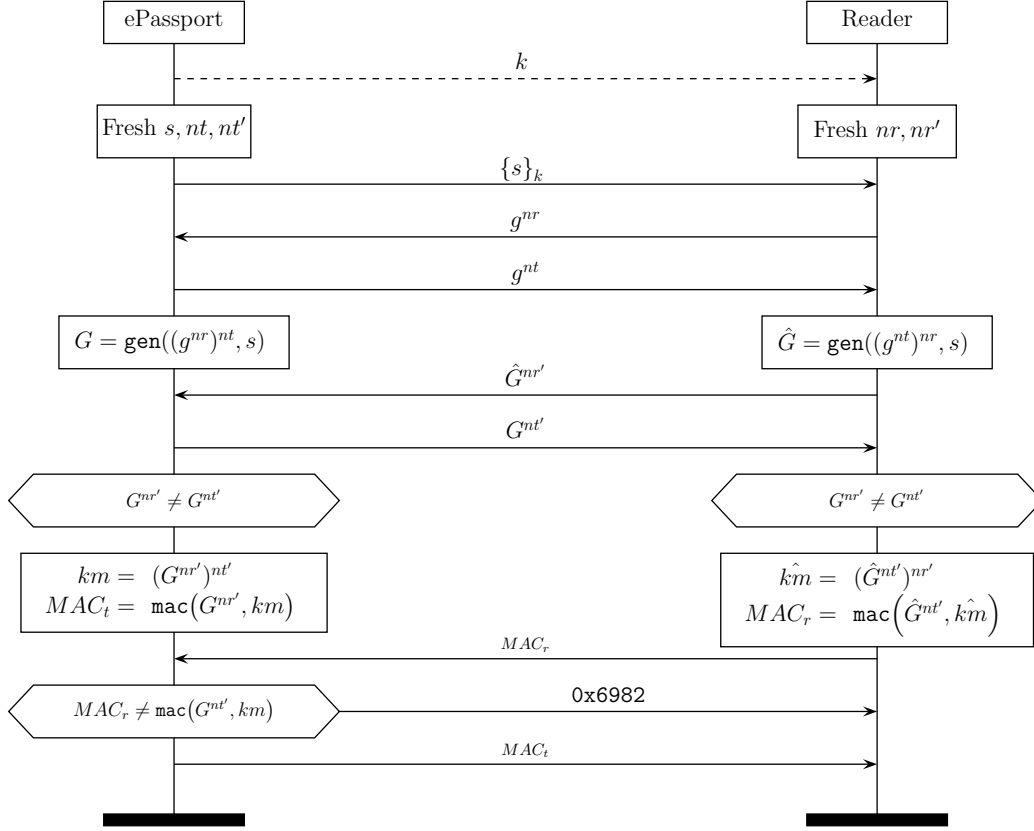 ePassport Reader
k
Fresh s, nt, nt′ Fresh nr, nr′
{s}_k
g^{nr}
g^{nt}
G = gen((g^{nr})^{nt}, s) Ĝ = gen((g^{nt})^{nr}, s)
Ĝ^{nr′}
G^{nt′}
G^{nr′} ≠ G^{nt′} G^{nr′} ≠ G^{nt′}
km = (G^{nr′})^{nt′} k̂m = (Ĝ^{nt′})^{nr′}
MAC_t = mac(G^{nr′}, km) MAC_r = mac(Ĝ^{nt′}, k̂m)
MAC_r
MAC_r ≠ mac(G^{nt′}, km) 0x6982
MAC_t